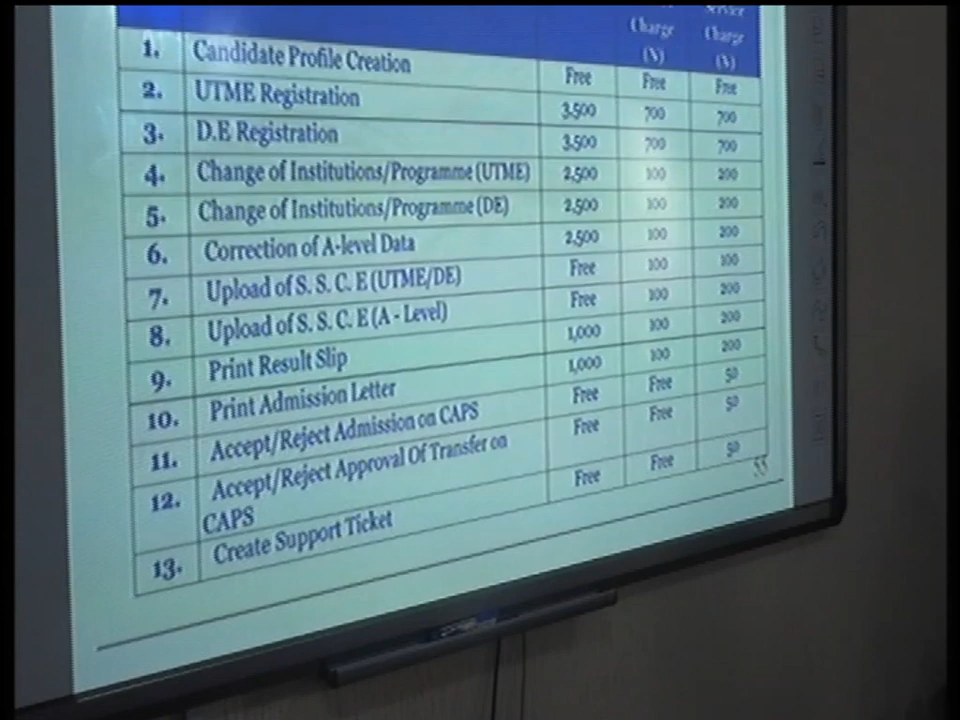 Charge Charge
(N) (N)
1. Candidate Profile Creation Free Free Free
2. UTME Registration 3,500 700 700
3. D.E Registration 3,500 700 700
4. Change of Institutions/Programme (UTME) 2,500 100 200
5. Change of Institutions/Programme (DE) 2,500 100 200
6. Correction of A-level Data 2,500 100 200
7. Upload of S. S. C. E (UTME/DE) Free 100 100
8. Upload of S. S. C. E (A - Level) Free 100 200
9. Print Result Slip 1,000 100 200
10. Print Admission Letter 1,000 100 200
11. Accept/Reject Admission on CAPS Free Free 50
12. Accept/Reject Approval Of Transfer on Free Free 50
CAPS
13. Create Support Ticket Free Free 50
55